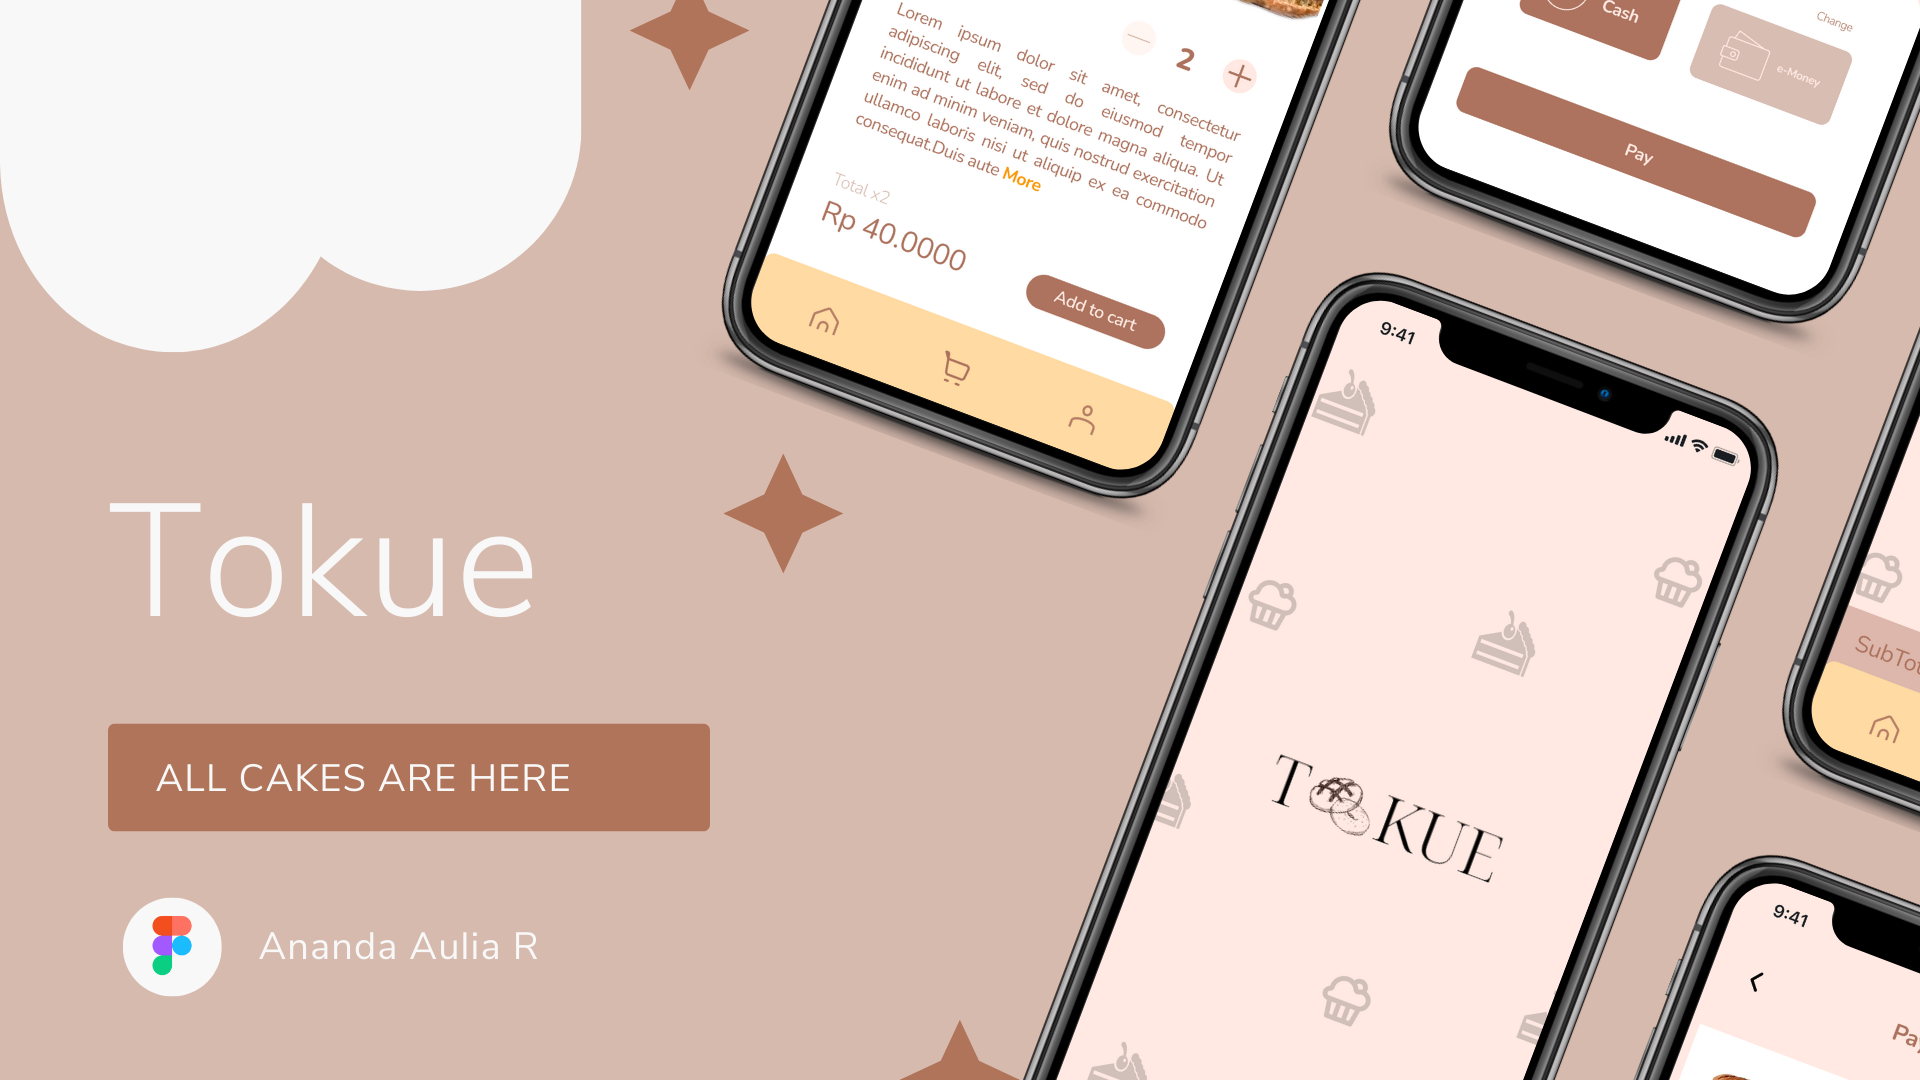 Tokue
ALL CAKES ARE HERE
Ananda Aulia R
2
Lorem ipsum dolor sit amet, consectetur
adipiscing elit, sed do eiusmod tempor
incididunt ut labore et dolore magna aliqua. Ut
enim ad minim veniam, quis nostrud exercitation
ullamco laboris nisi ut aliquip ex ea commodo
consequat.Duis aute More
Total x2
Rp 40.0000
Add to cart
Cash
Change
e-Money
Pay
9:41
TOKUE
SubTot
9:41
Pay